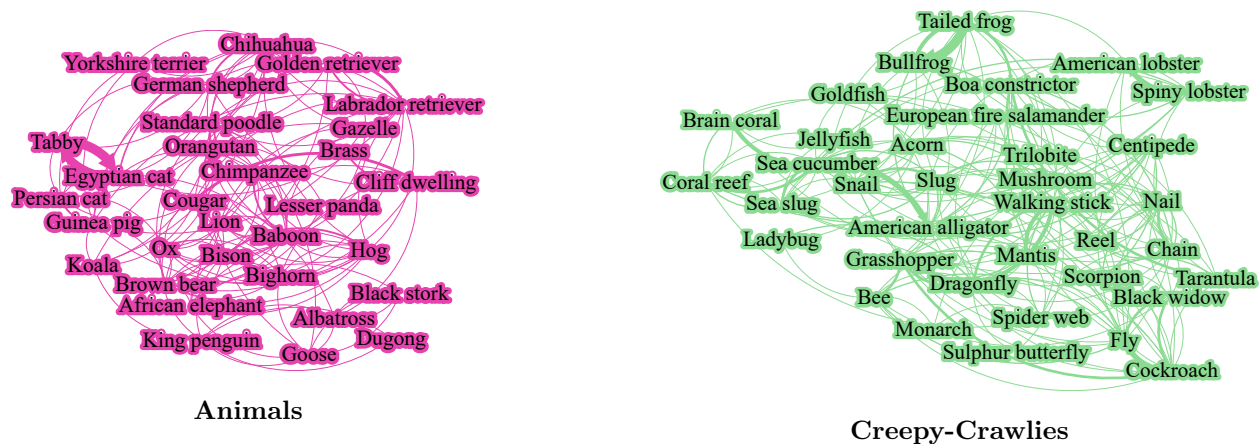 Chihuahua
Yorkshire terrier
Golden retriever
German shepherd
Labrador retriever
Standard poodle
Gazelle
Tabby
Orangutan
Brass
Egyptian cat
Chimpanzee
Cliff dwelling
Persian cat
Cougar
Lesser panda
Guinea pig
Lion
Baboon
Ox
Bison
Hog
Koala
Brown bear
Bighorn
African elephant
Black stork
Albatross
King penguin
Goose
Dugong
Animals
Tailed frog
Bullfrog
American lobster
Goldfish
Boa constrictor
Spiny lobster
Brain coral
European fire salamander
Jellyfish
Acorn
Centipede
Sea cucumber
Trilobite
Coral reef
Snail
Slug
Mushroom
Sea slug
Walking stick
Nail
Ladybug
American alligator
Reel
Grasshopper
Mantis
Chain
Bee
Dragonfly
Scorpion
Tarantula
Black widow
Monarch
Spider web
Sulphur butterfly
Fly
Cockroach
Creepy-Crawlies